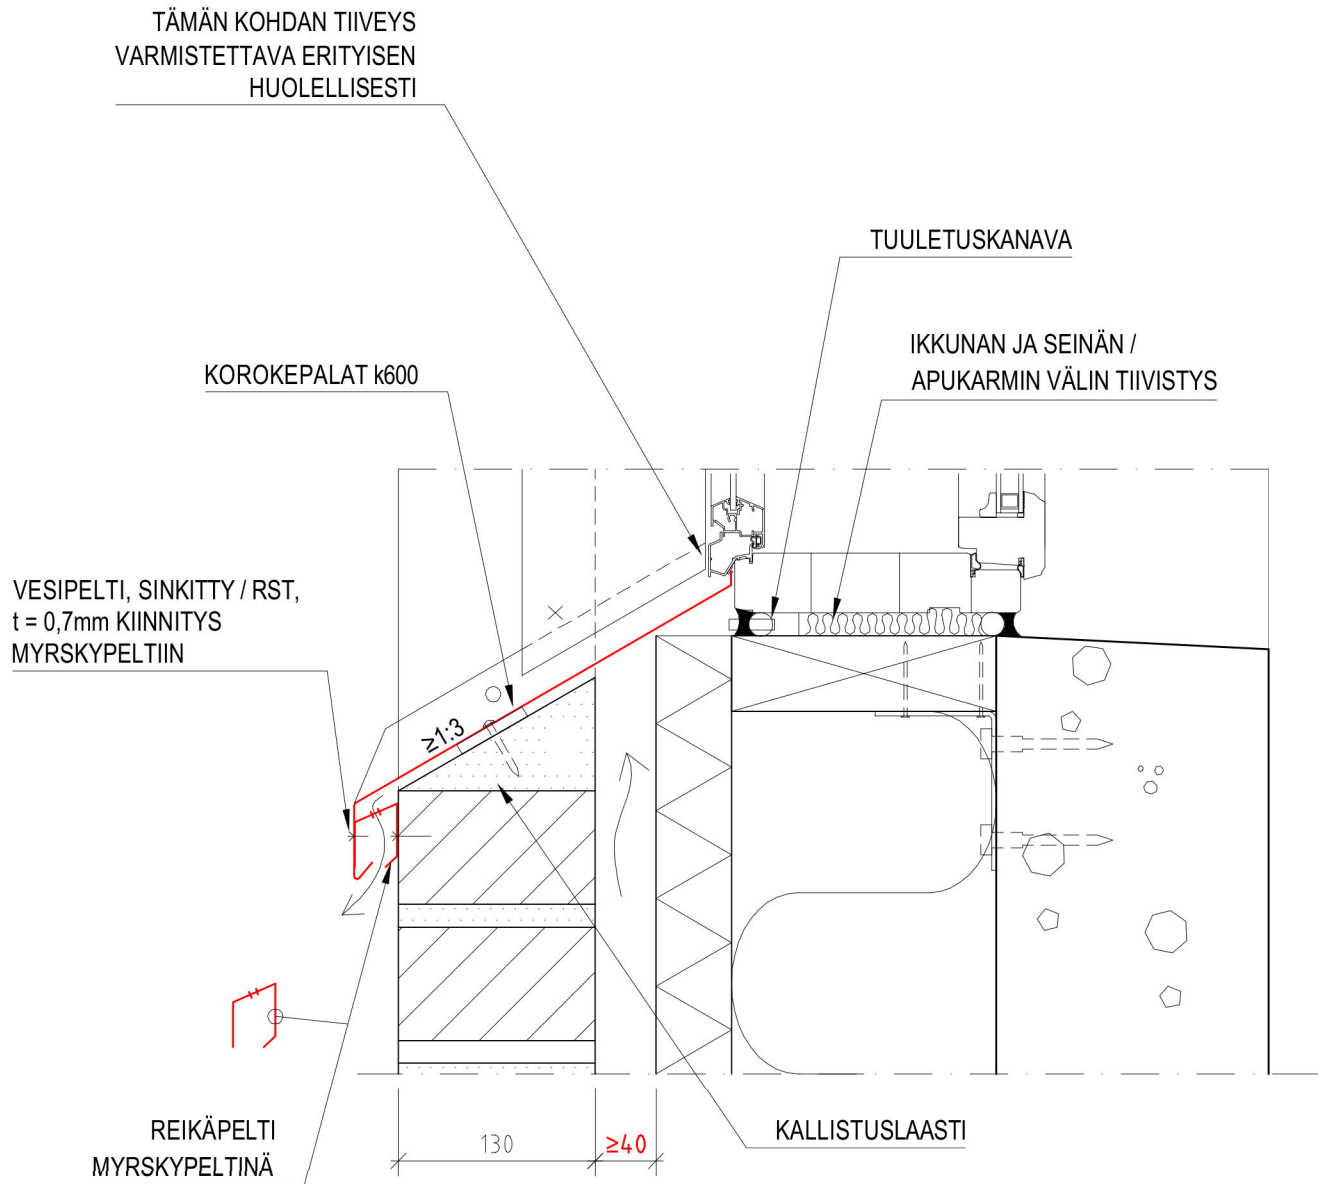 TÄMÄN KOHDAN TIIVEYS
VARMISTETTAVA ERITYISEN
HUOLELLISESTI
TUULETUSKANAVA
IKKUNAN JA SEINÄN /
APUKARMIN VÄLIN TIIVISTYS
KOROKEPALAT k600
VESIPELTI, SINKITTY / RST,
t = 0,7mm KIINNITYS
MYRSKYPELTIIN
≥1:3
REIKÄPELTI
MYRSKYPELTINÄ
130
≥40
KALLISTUSLAASTI